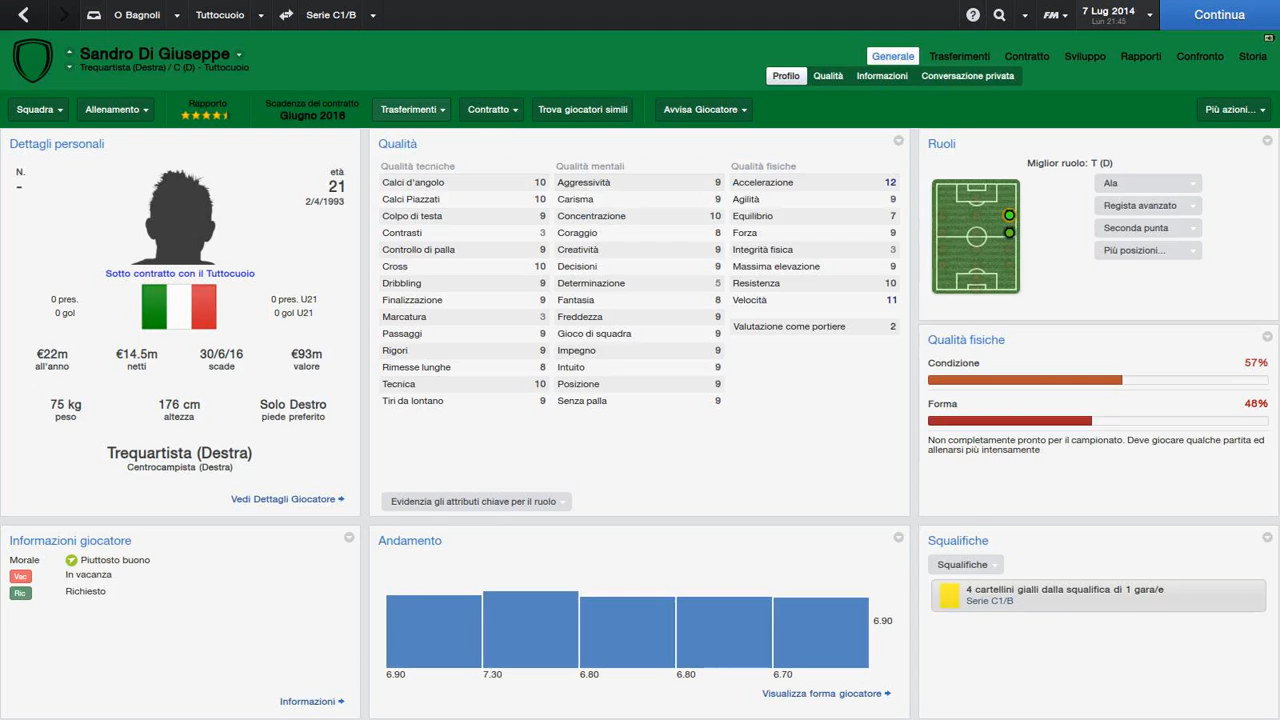 O Bagnoli
Tuttocuoio
Serie C1/B
FM
7 Lug 2014
Lun 21:45
Continua
Sandro Di Giuseppe
Trequartista (Destra) / C (D) - Tuttocuoio
Generale
Trasferimenti
Contratto
Sviluppo
Rapporti
Confronto
Storia
Profilo
Qualità
Informazioni
Conversazione privata
Squadra
Allenamento
Rapporto
Scadenza del contratto
Giugno 2016
Trasferimenti
Contratto
Trova giocatori simili
Avvisa Giocatore
Più azioni...
Dettagli personali
N.
-
età
21
2/4/1993
Sotto contratto con il Tuttocuoio
0 pres.
0 gol
0 pres. U21
0 gol U21
€22m
all'anno
€14.5m
netti
30/6/16
scade
€93m
valore
75 kg
peso
176 cm
altezza
Solo Destro
piede preferito
Trequartista (Destra)
Centrocampista (Destra)
Vedi Dettagli Giocatore
Qualità
Qualità tecniche
Calci d'angolo 10
Calci Piazzati 10
Colpo di testa 9
Contrasti 3
Controllo di palla 9
Cross 10
Dribbling 9
Finalizzazione 9
Marcatura 3
Passaggi 9
Rigori 9
Rimesse lunghe 8
Tecnica 10
Tiri da lontano 9
Qualità mentali
Aggressività 9
Carisma 9
Concentrazione 10
Coraggio 8
Creatività 9
Decisioni 9
Determinazione 5
Fantasia 8
Freddezza 9
Gioco di squadra 9
Impegno 9
Intuito 9
Posizione 9
Senza palla 9
Qualità fisiche
Accelerazione 12
Agilità 9
Equilibrio 7
Forza 9
Integrità fisica 3
Massima elevazione 9
Resistenza 10
Velocità 11
Valutazione come portiere 2
Evidenzia gli attributi chiave per il ruolo
Ruoli
Miglior ruolo: T (D)
Ala
Regista avanzato
Seconda punta
Più posizioni...
Qualità fisiche
Condizione 57%
Forma 48%
Non completamente pronto per il campionato. Deve giocare qualche partita ed
allenarsi più intensamente
Informazioni giocatore
Morale Piuttosto buono
Vac In vacanza
Ric Richiesto
Informazioni
Andamento
6.90
6.90 7.30 6.80 6.80 6.70
Visualizza forma giocatore
Squalifiche
Squalifiche
4 cartellini gialli dalla squalifica di 1 gara/e
Serie C1/B